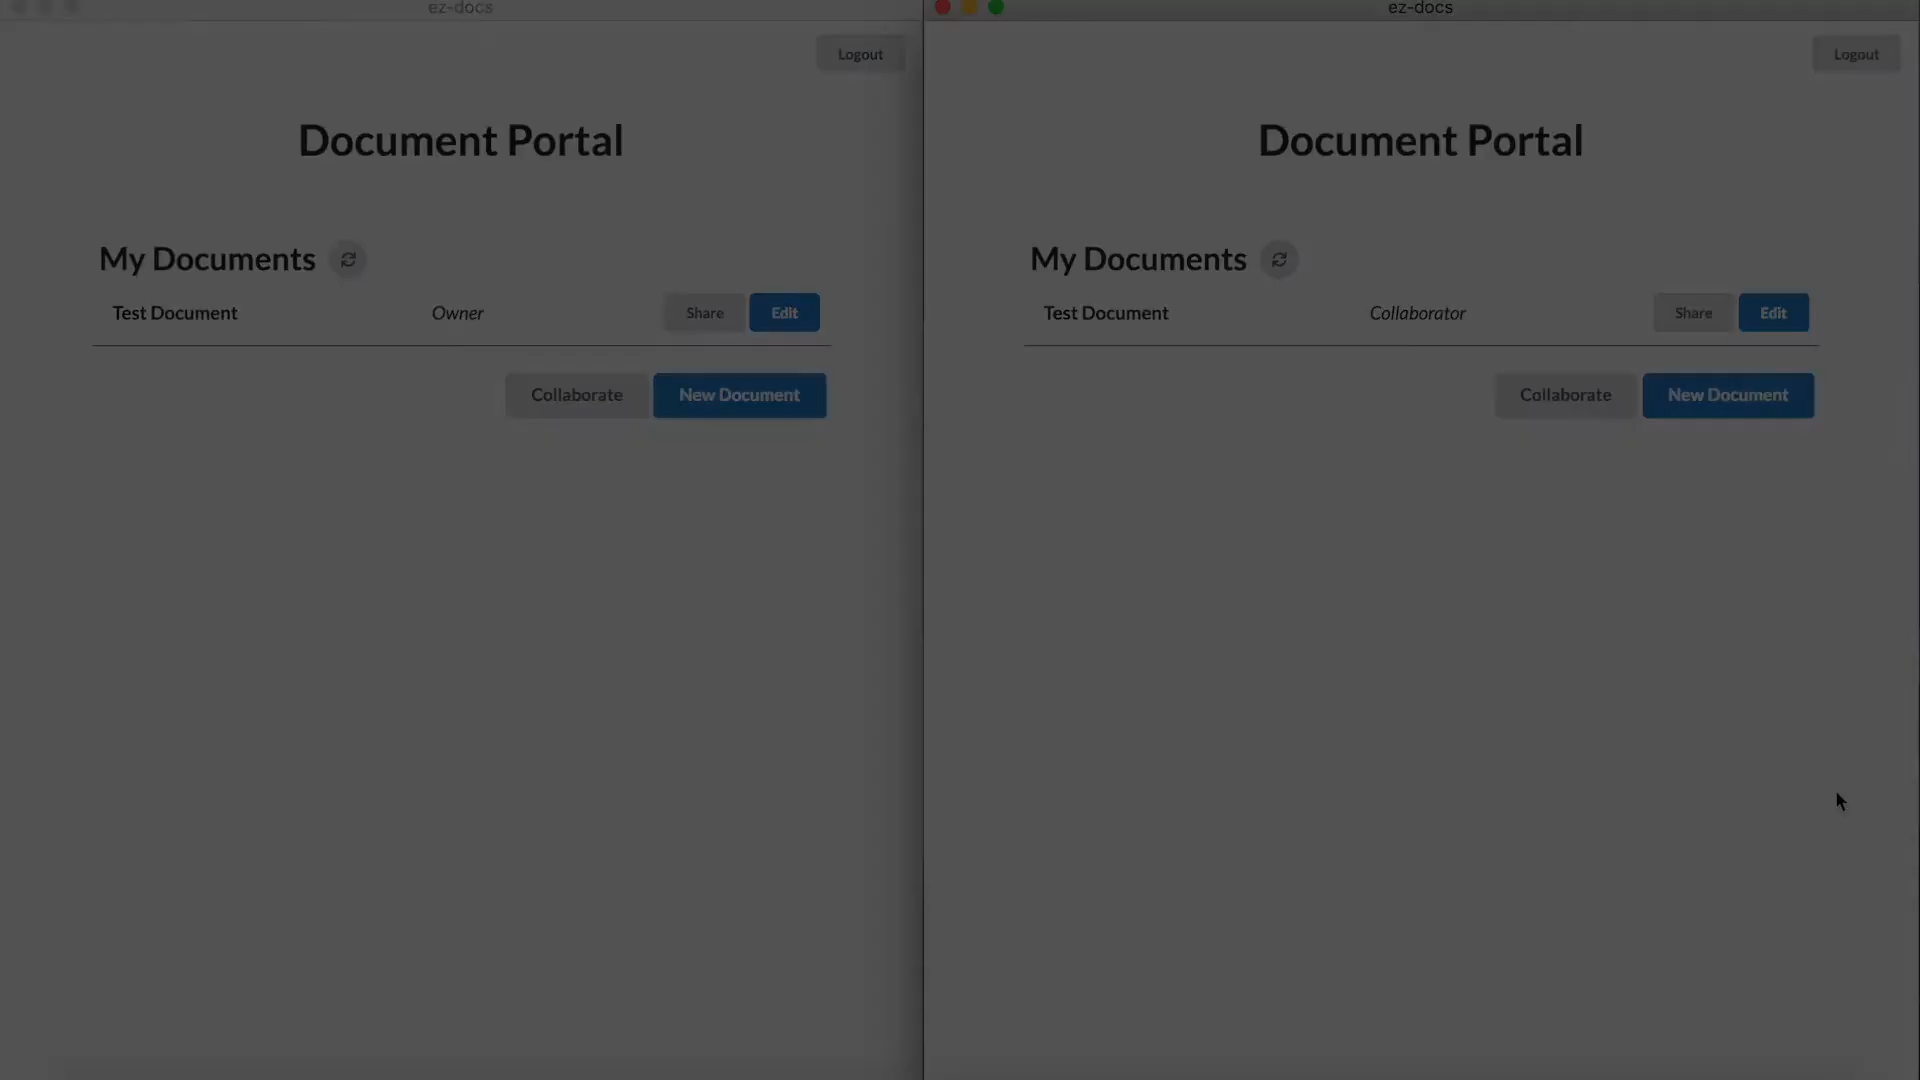 ez-docs
Logout
Document Portal
My Documents
Test Document Owner Share Edit
Collaborate New Document
ez-docs
Logout
Document Portal
My Documents
Test Document Collaborator Share Edit
Collaborate New Document